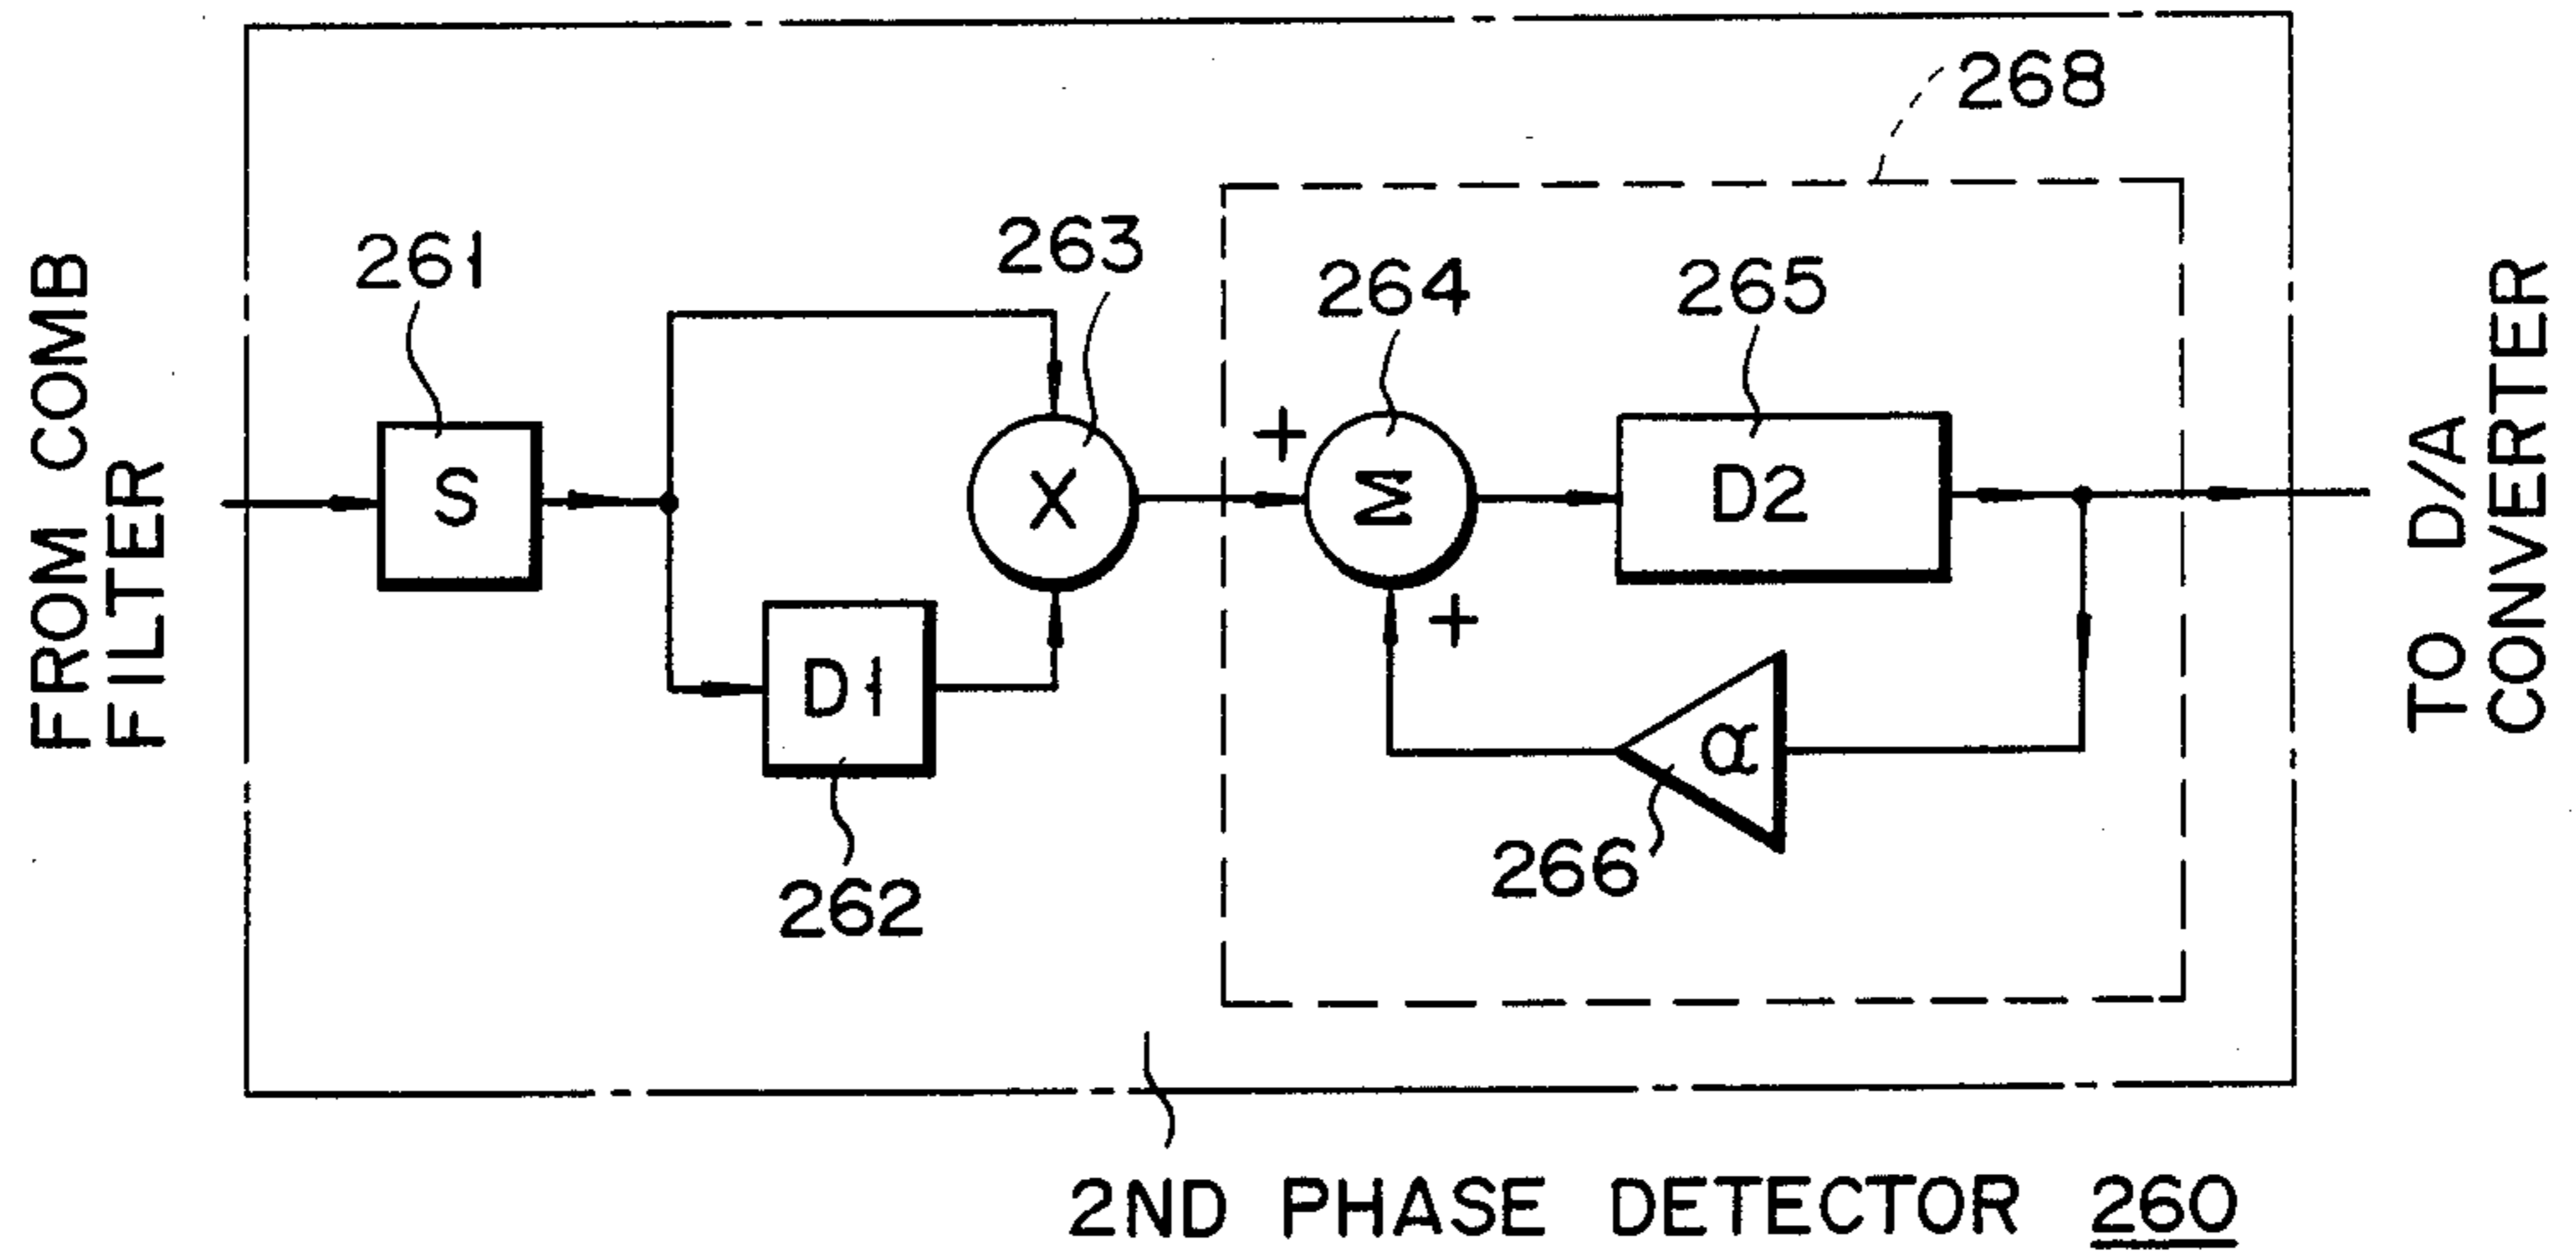 268
261
263
264
265
FROM COMB
FILTER
S
X
+
Σ
D2
TO D/A
CONVERTER
+
D1
α
266
262
2ND PHASE DETECTOR 260